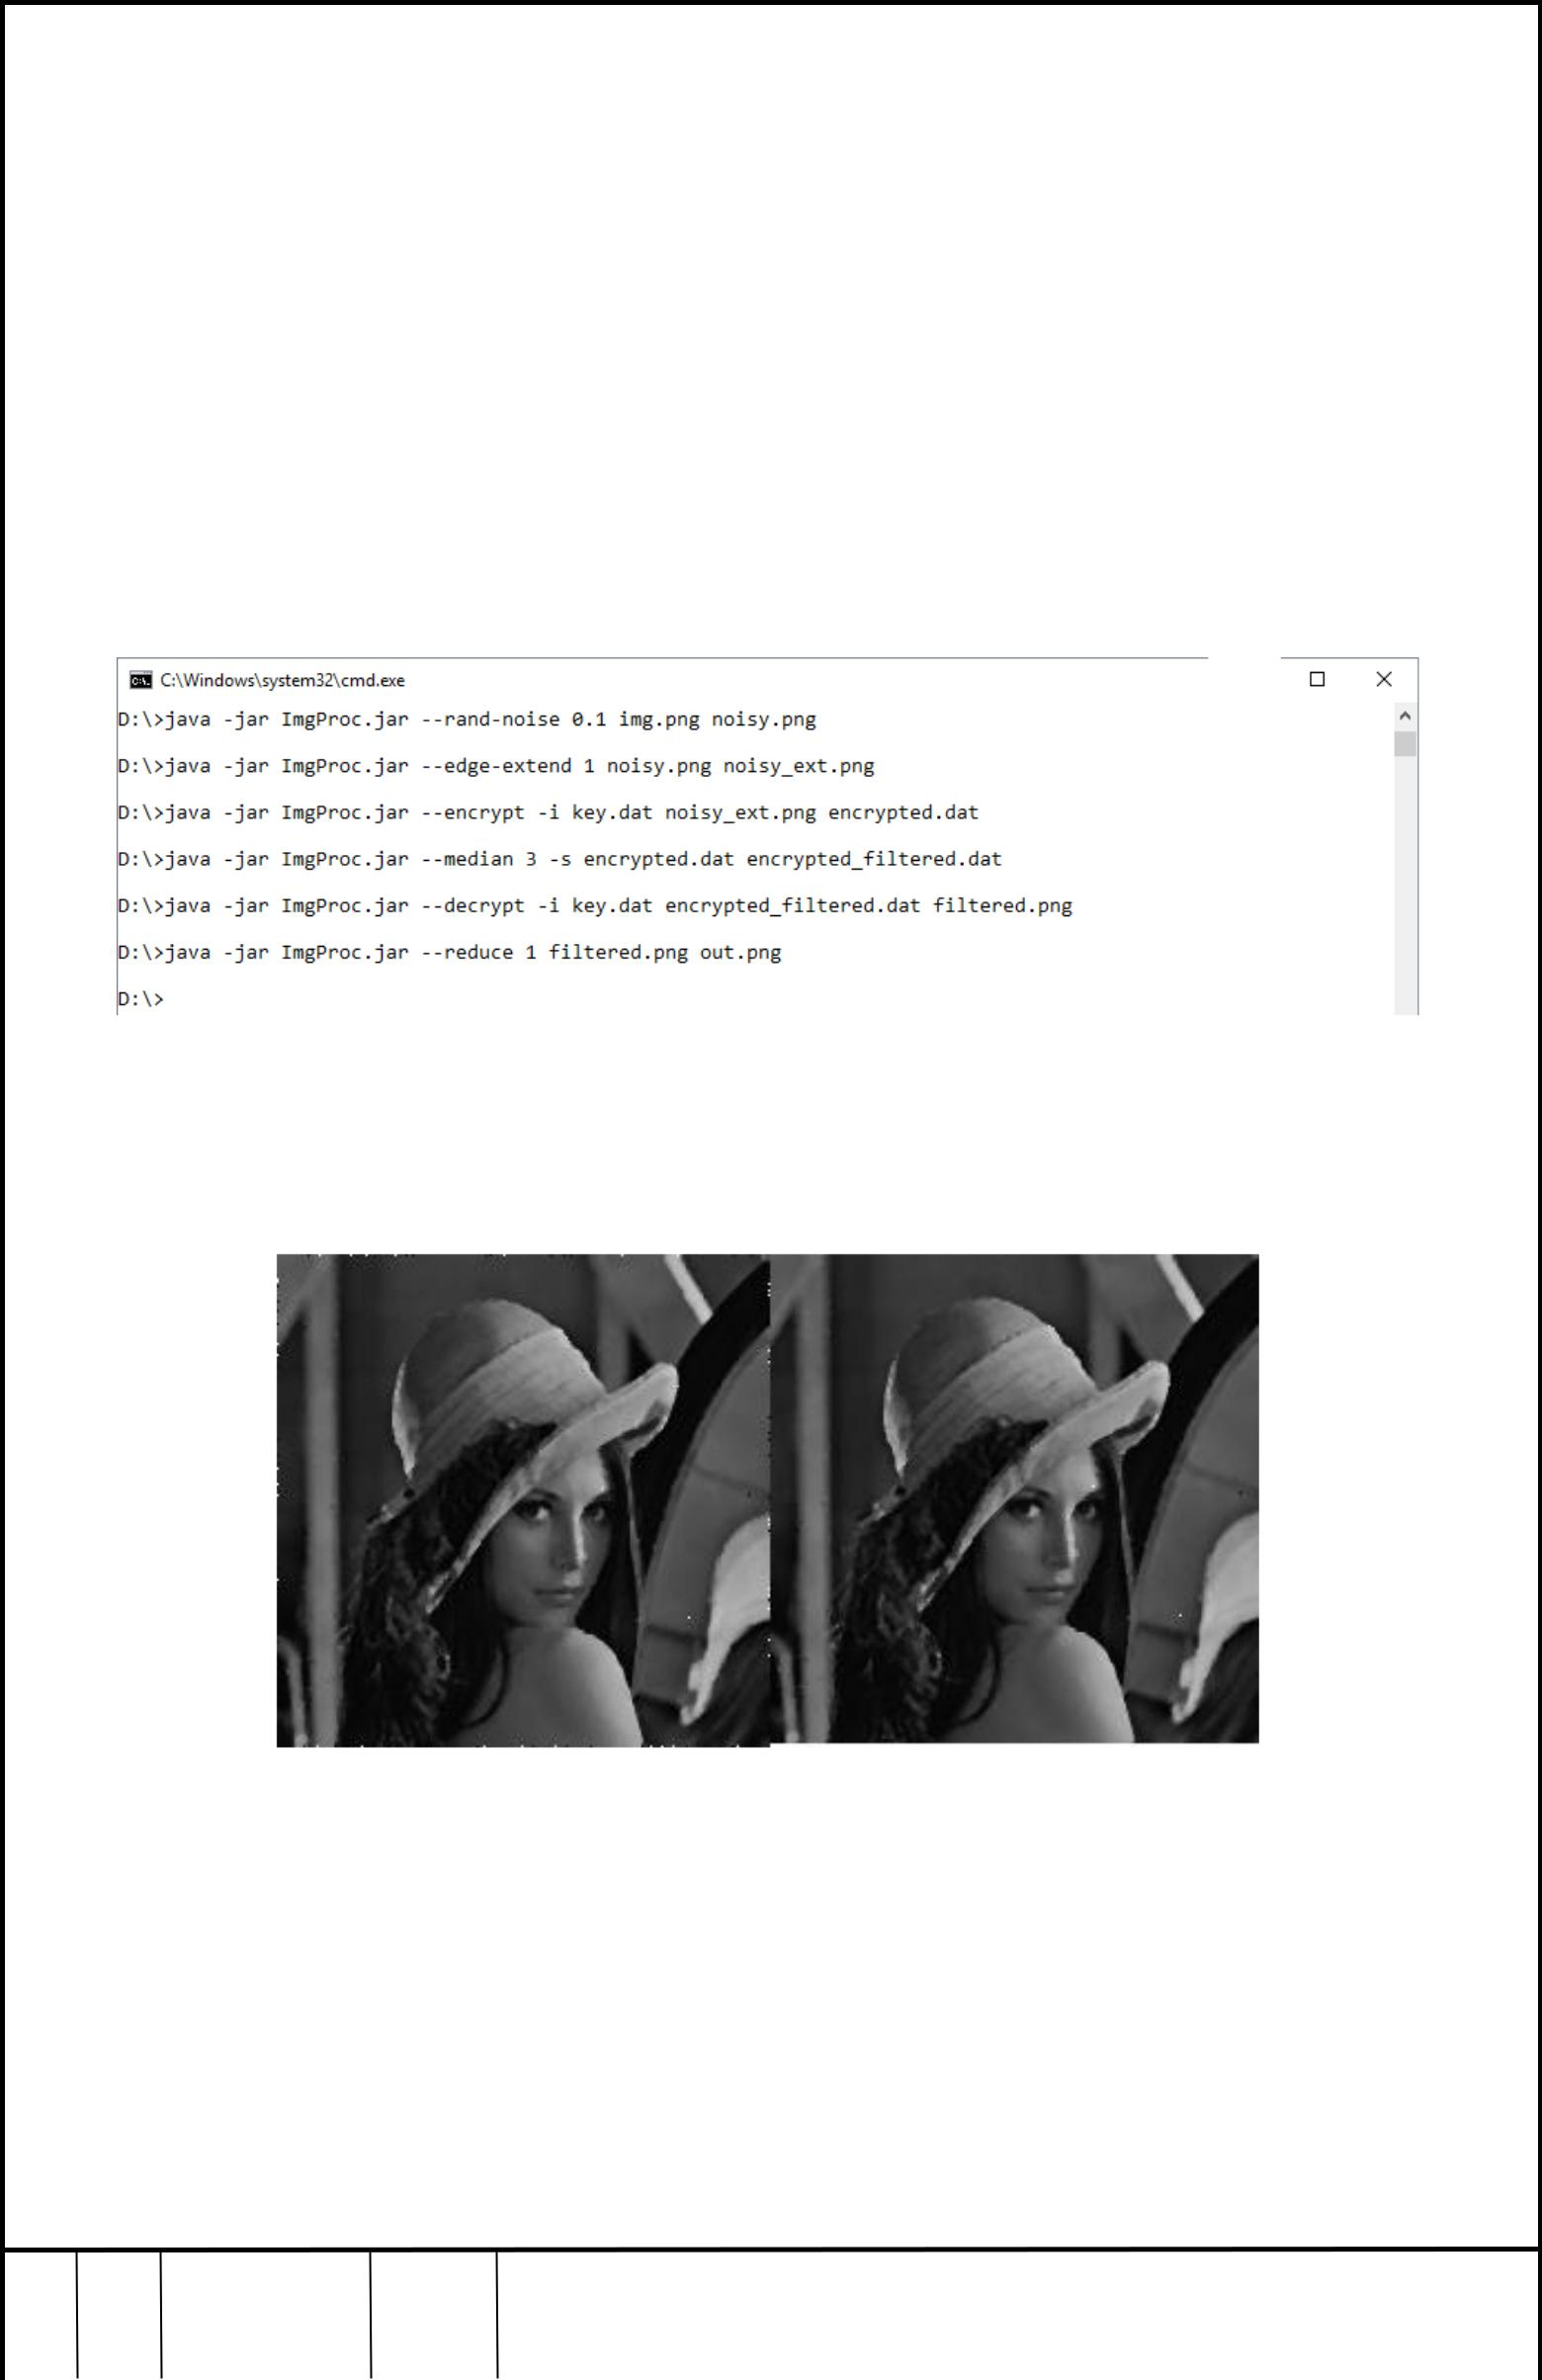 C:\Windows\system32\cmd.exe
D:\>java -jar ImgProc.jar --rand-noise 0.1 img.png noisy.png
D:\>java -jar ImgProc.jar --edge-extend 1 noisy.png noisy_ext.png
D:\>java -jar ImgProc.jar --encrypt -i key.dat noisy_ext.png encrypted.dat
D:\>java -jar ImgProc.jar --median 3 -s encrypted.dat encrypted_filtered.dat
D:\>java -jar ImgProc.jar --decrypt -i key.dat encrypted_filtered.dat filtered.png
D:\>java -jar ImgProc.jar --reduce 1 filtered.png out.png
D:\>